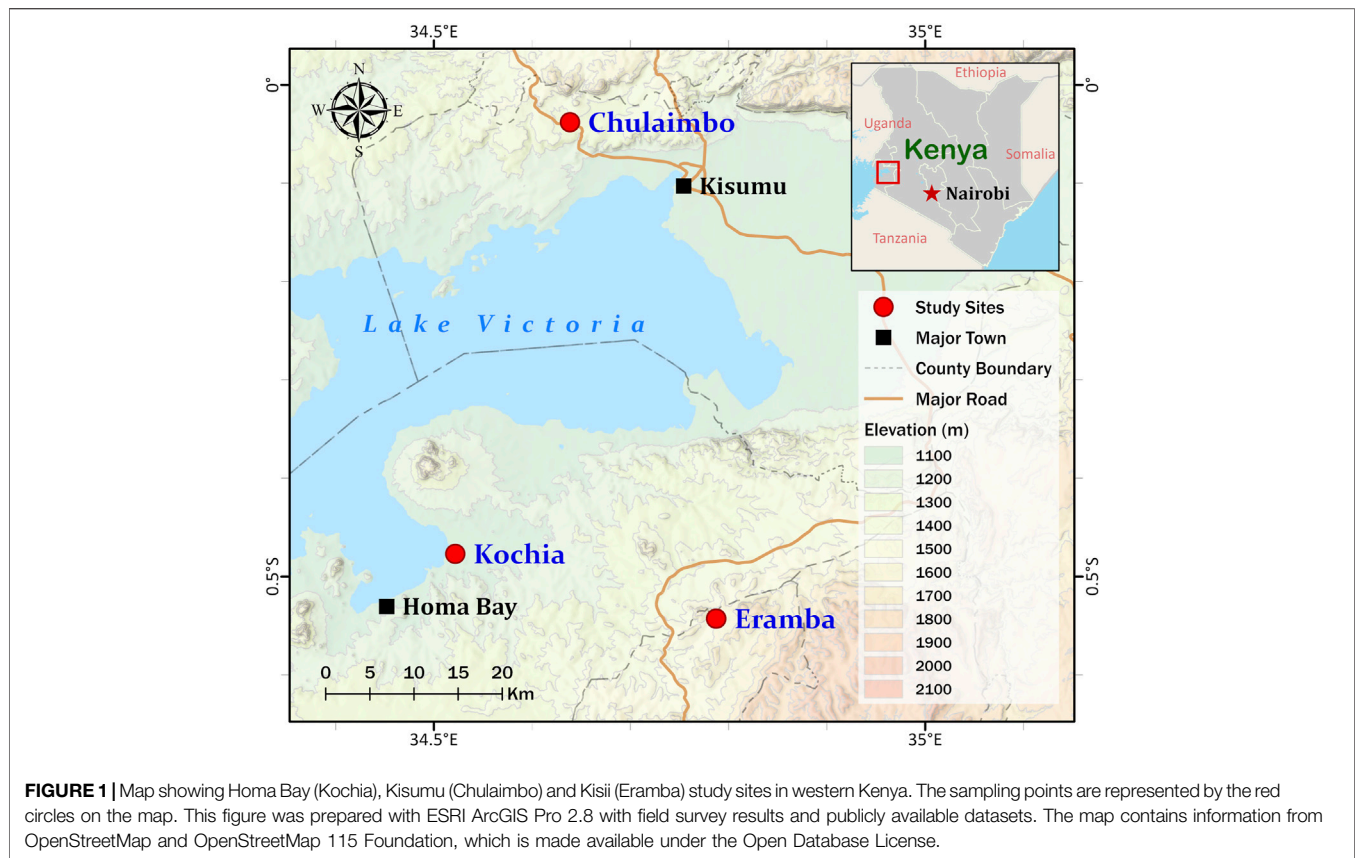 34.5°E 35°E
0° 0°
N
W E
S
Ethiopia
Uganda
Kenya
Somalia
Nairobi
Tanzania
Chulaimbo
Kisumu
Lake Victoria
Study Sites
Major Town
County Boundary
Major Road
Elevation (m)
1100
1200
1300
1400
1500
1600
1700
1800
1900
2000
2100
Kochia
0.5°S 0.5°S
Homa Bay
Eramba
0 5 10 15 20
Km
34.5°E 35°E
FIGURE 1 | Map showing Homa Bay (Kochia), Kisumu (Chulaimbo) and Kisii (Eramba) study sites in western Kenya. The sampling points are represented by the red
circles on the map. This figure was prepared with ESRI ArcGIS Pro 2.8 with field survey results and publicly available datasets. The map contains information from
OpenStreetMap and OpenStreetMap 115 Foundation, which is made available under the Open Database License.